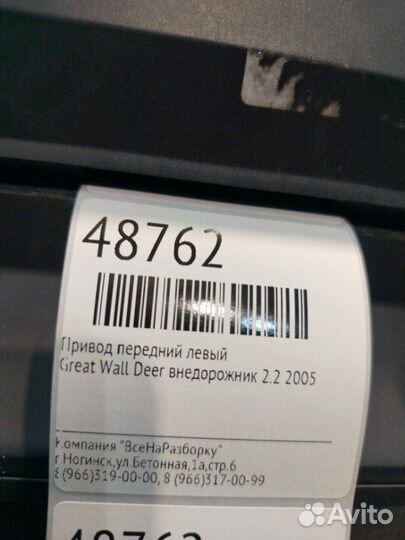 48762
Привод передний левый
Great Wall Deer внедорожник 2.2 2005
Компания "ВсеНаРазборку"
г.Ногинск,ул.Бетонная,1а,стр.6
8(966)319-00-00, 8 (966)317-00-99
48762
Avito